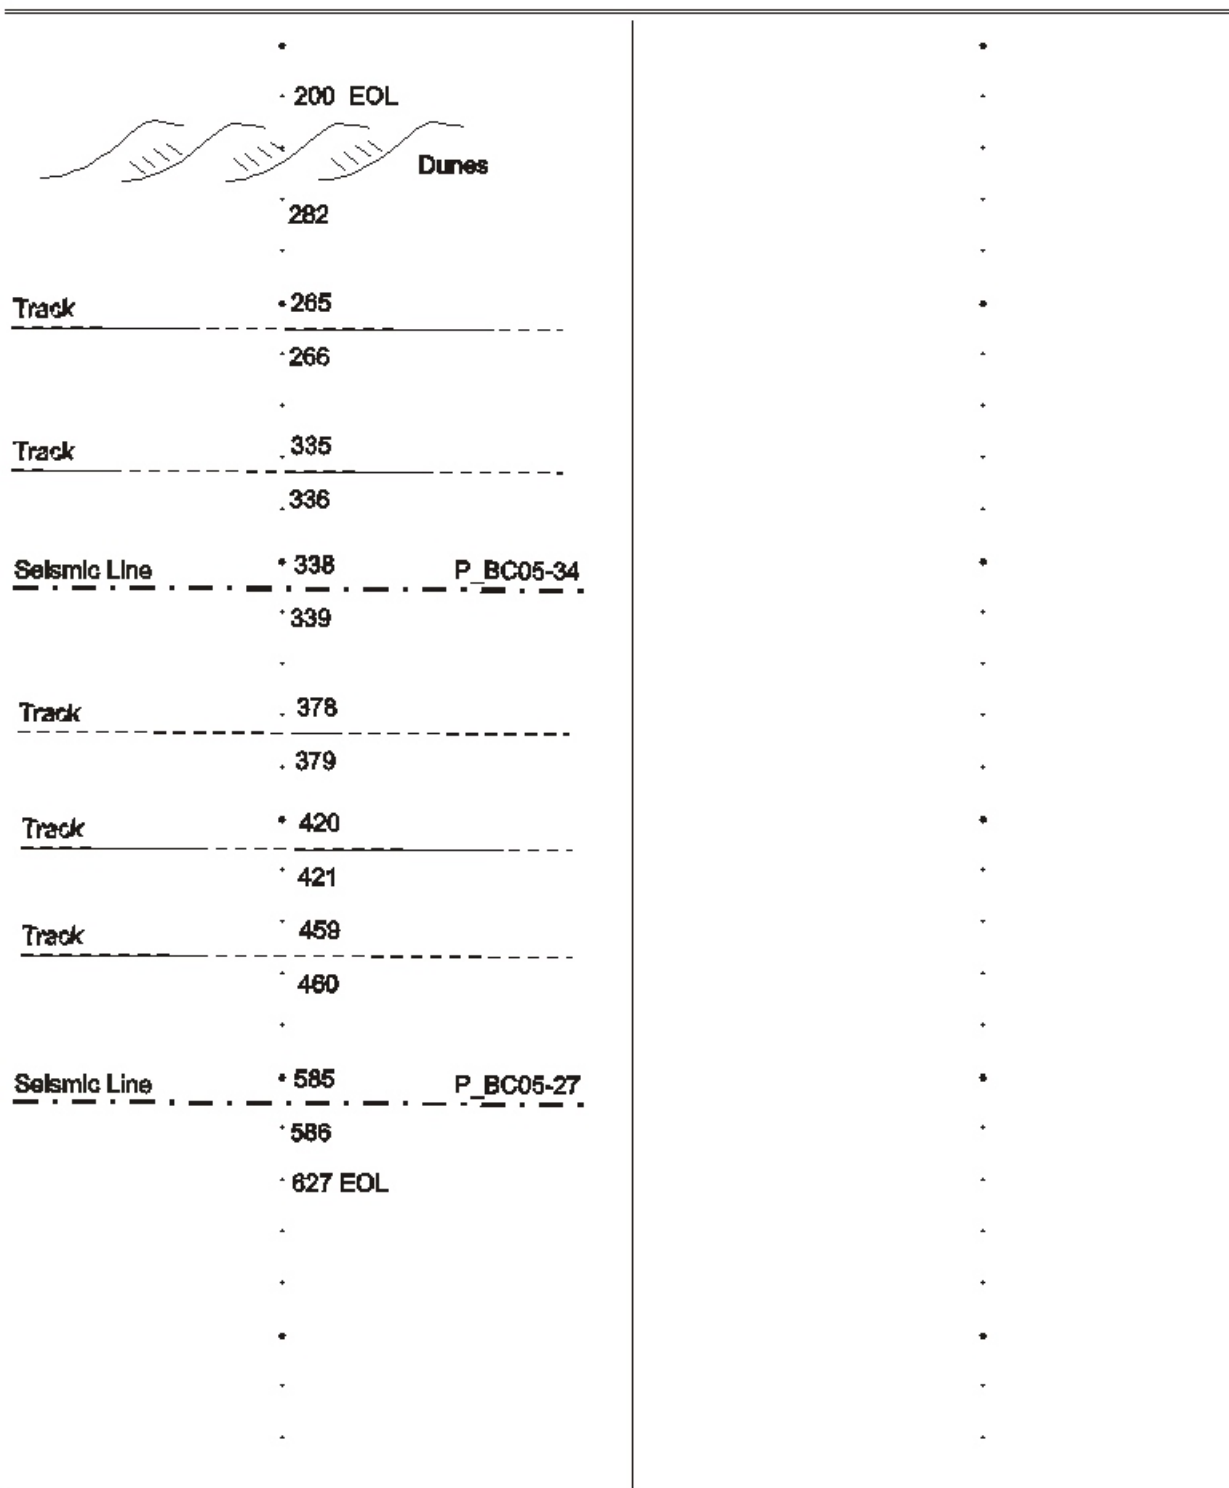 200 EOL
Dunes
282
Track
265
266
Track
335
336
Seismic Line
338
P_BC05-34
339
Track
378
379
Track
420
421
Track
459
460
Seismic Line
585
P_BC05-27
586
627 EOL